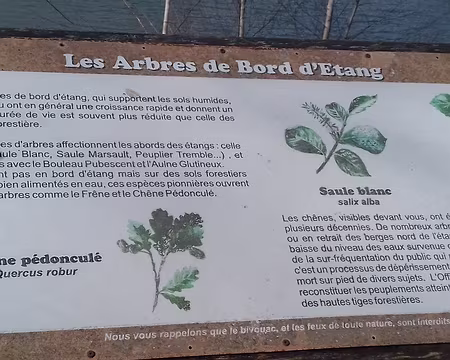 Les Arbres de Bord d'Etang
es de bord d'étang, qui supportent les sols humides,
u ont en général une croissance rapide et donnent un
urée de vie est souvent plus réduite que celle des
orestière.
es d'arbres affectionnent les abords des étangs : celle
ule Blanc, Saule Marsault, Peuplier Tremble...) , et
s avec le Bouleau Pubescent et l'Aulne Glutineux.
nt pas en bord d'étang mais sur des sols forestiers
bien alimentés en eau, ces espèces pionnières ouvrent
arbres comme le Frêne et le Chêne Pédonculé.
ne pédonculé
Quercus robur
Saule blanc
salix alba
Les chênes, visibles devant vous, ont é
plusieurs décennies. De nombreux arb
ou en retrait des berges nord de l'éta
baisse du niveau des eaux survenue
de la sur-fréquentation du public qui
c'est un processus de dépérissement
mort sur pied de divers sujets. L'Off
reconstituer les peuplements attein
des hautes tiges forestières.
Nous vous rappelons que le bivouac, et les feux de toute nature, sont interdits